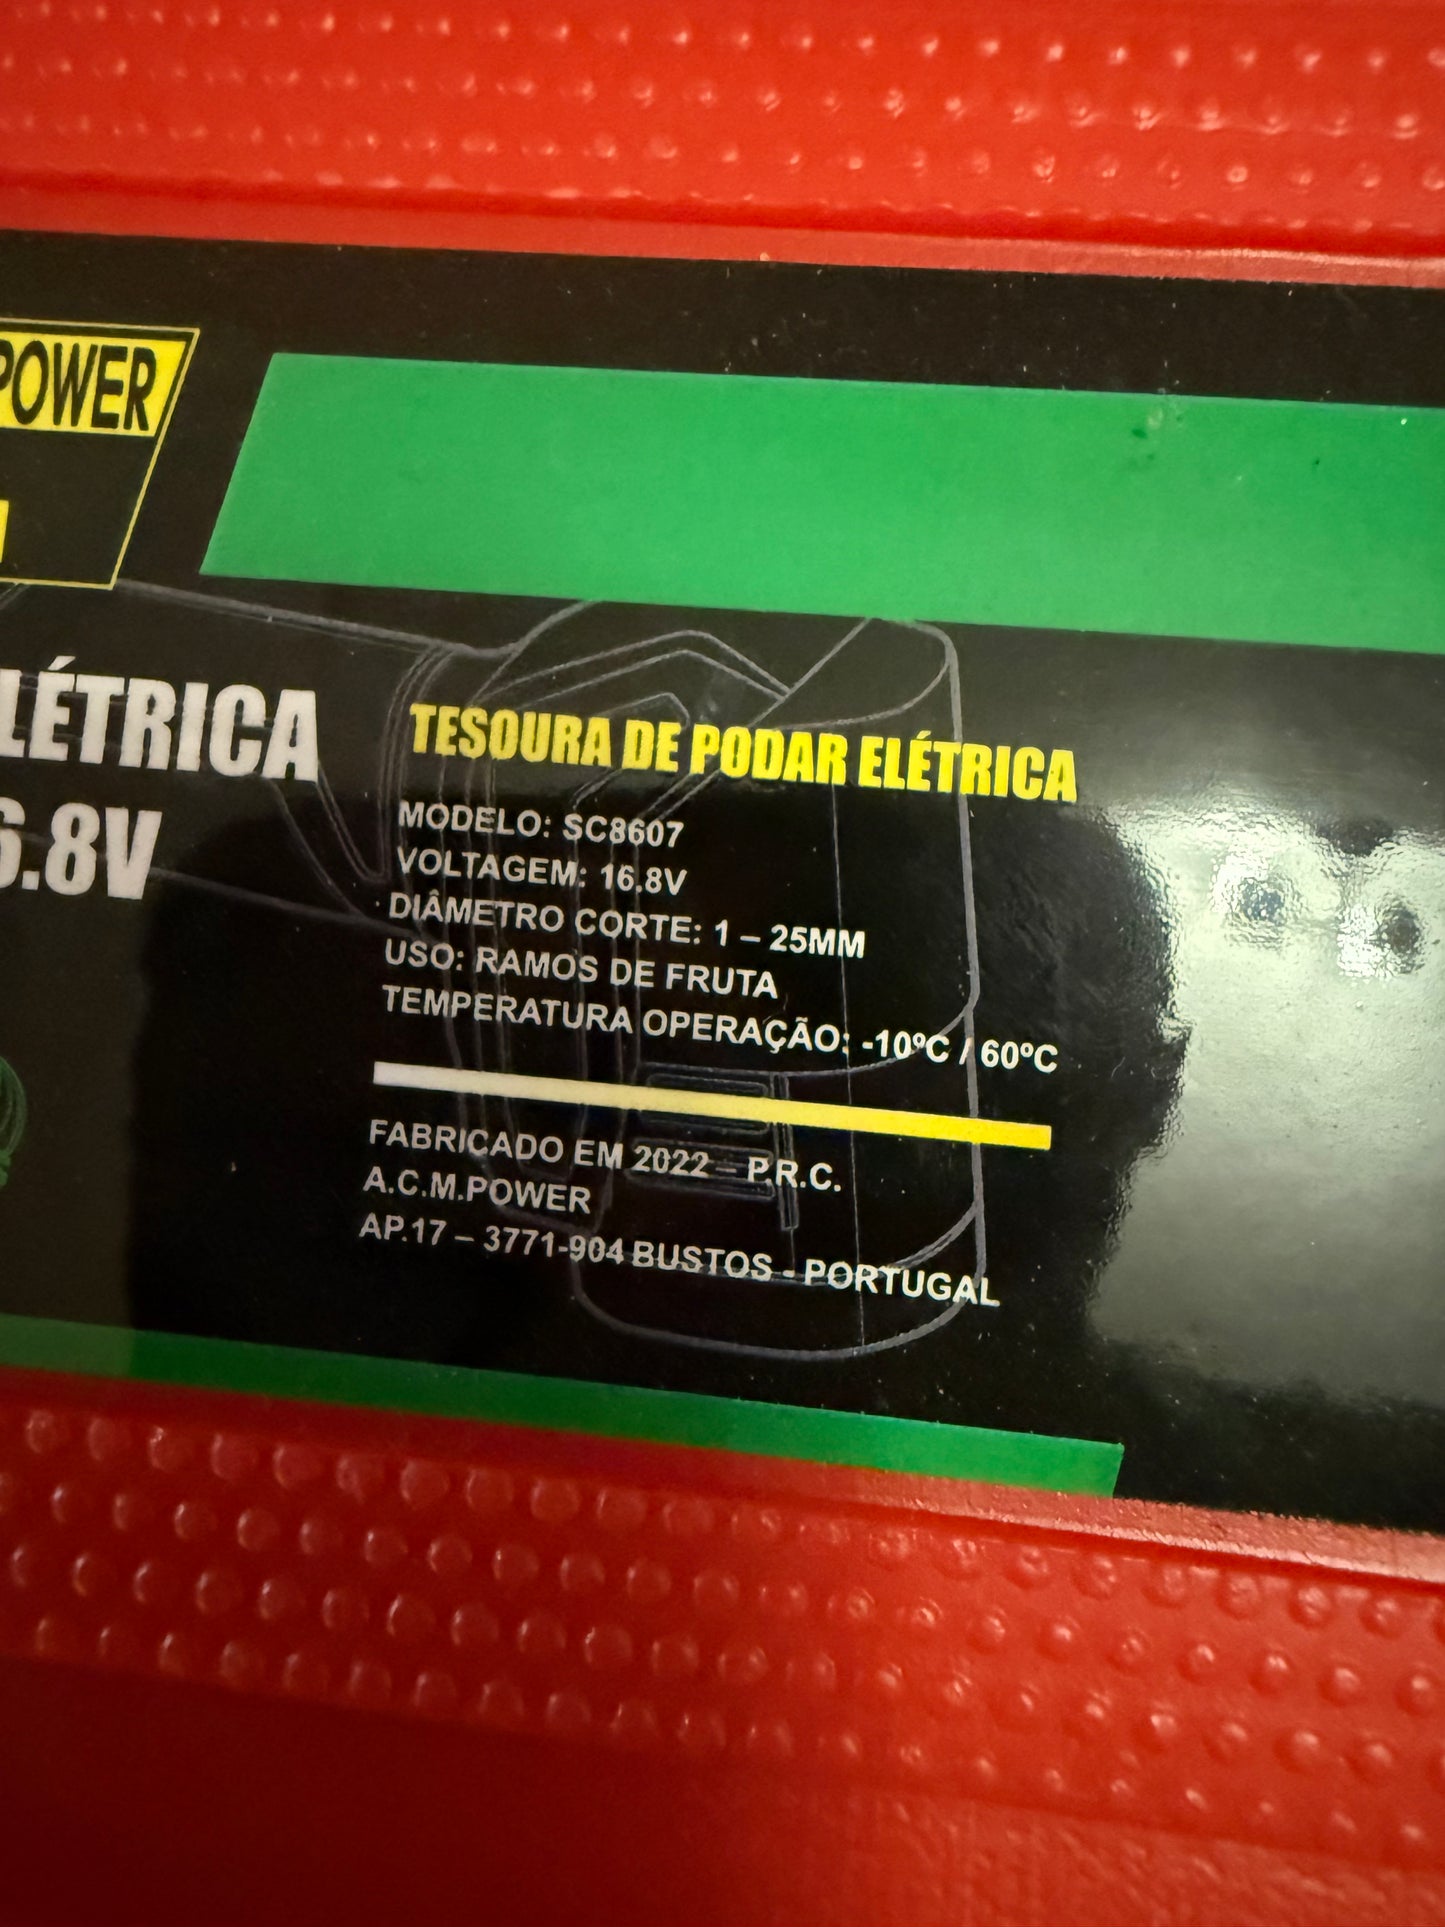 POWER
LÉTRICA
6.8V
TESOURA DE PODAR ELÉTRICA
MODELO: SC8607
VOLTAGEM: 16.8V
DIÂMETRO CORTE: 1 – 25MM
USO: RAMOS DE FRUTA
TEMPERATURA OPERAÇÃO: -10ºC / 60ºC
FABRICADO EM 2022 – P.R.C.
A.C.M.POWER
AP.17 – 3771-904 BUSTOS - PORTUGAL